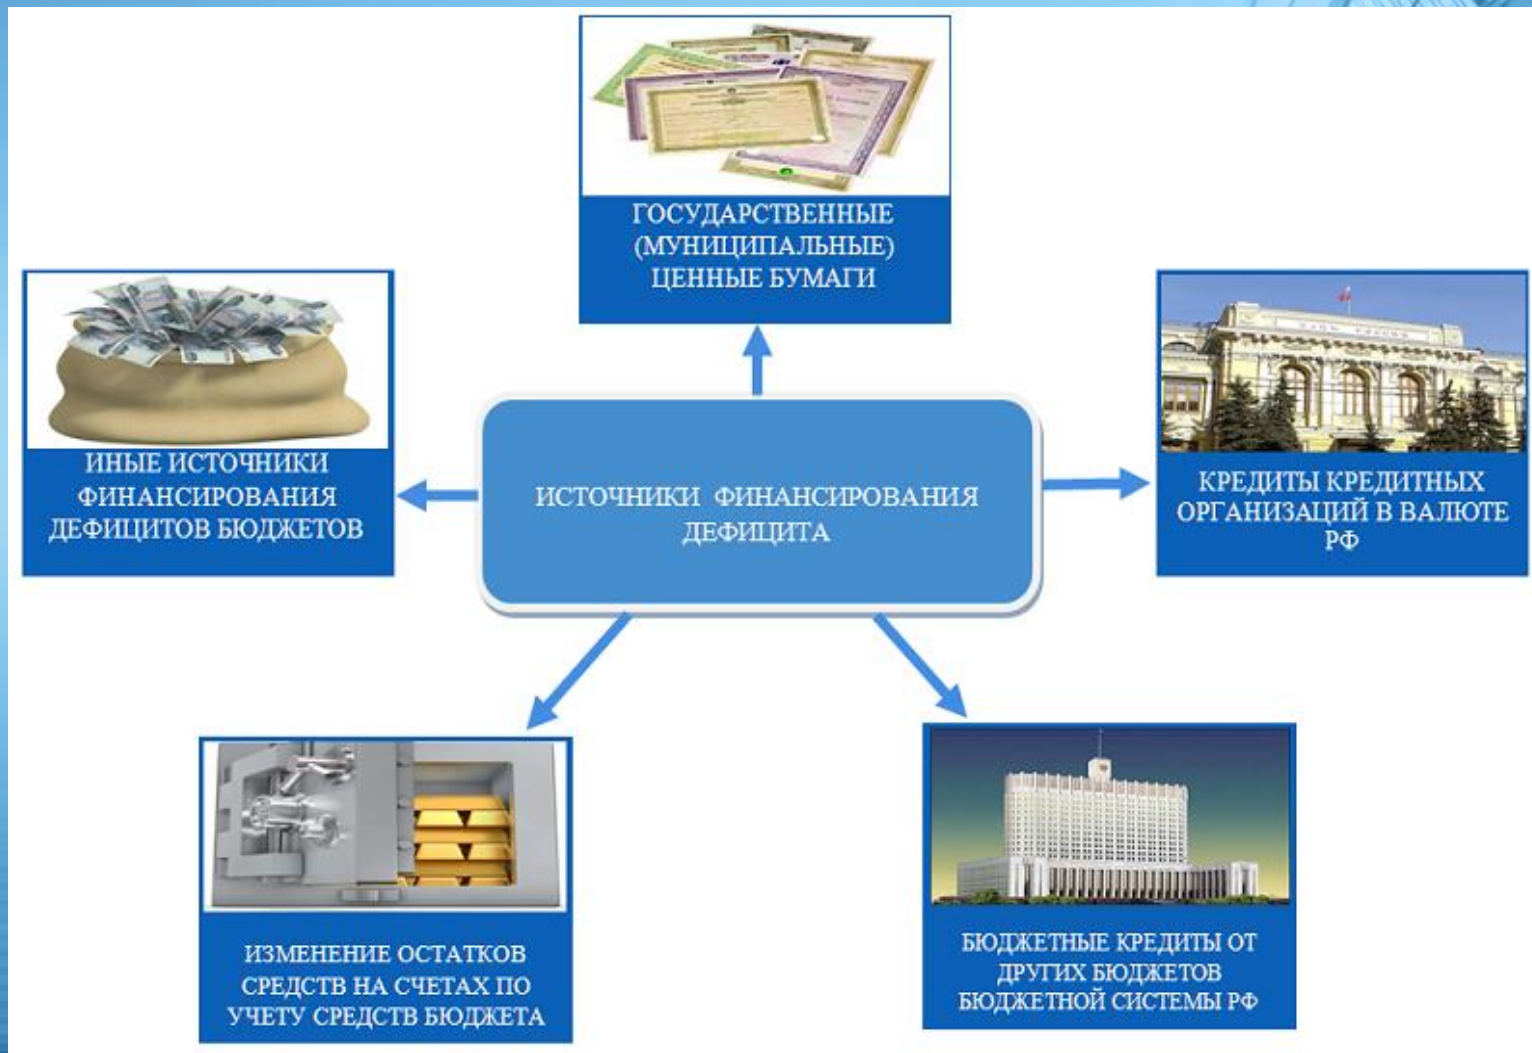 ГОСУДАРСТВЕННЫЕ
(МУНИЦИПАЛЬНЫЕ)
ЦЕННЫЕ БУМАГИ
ИНЫЕ ИСТОЧНИКИ
ФИНАНСИРОВАНИЯ
ДЕФИЦИТОВ БЮДЖЕТОВ
ИСТОЧНИКИ ФИНАНСИРОВАНИЯ
ДЕФИЦИТА
КРЕДИТЫ КРЕДИТНЫХ
ОРГАНИЗАЦИЙ В ВАЛЮТЕ
РФ
ИЗМЕНЕНИЕ ОСТАТКОВ
СРЕДСТВ НА СЧЕТАХ ПО
УЧЕТУ СРЕДСТВ БЮДЖЕТА
БЮДЖЕТНЫЕ КРЕДИТЫ ОТ
ДРУГИХ БЮДЖЕТОВ
БЮДЖЕТНОЙ СИСТЕМЫ РФ